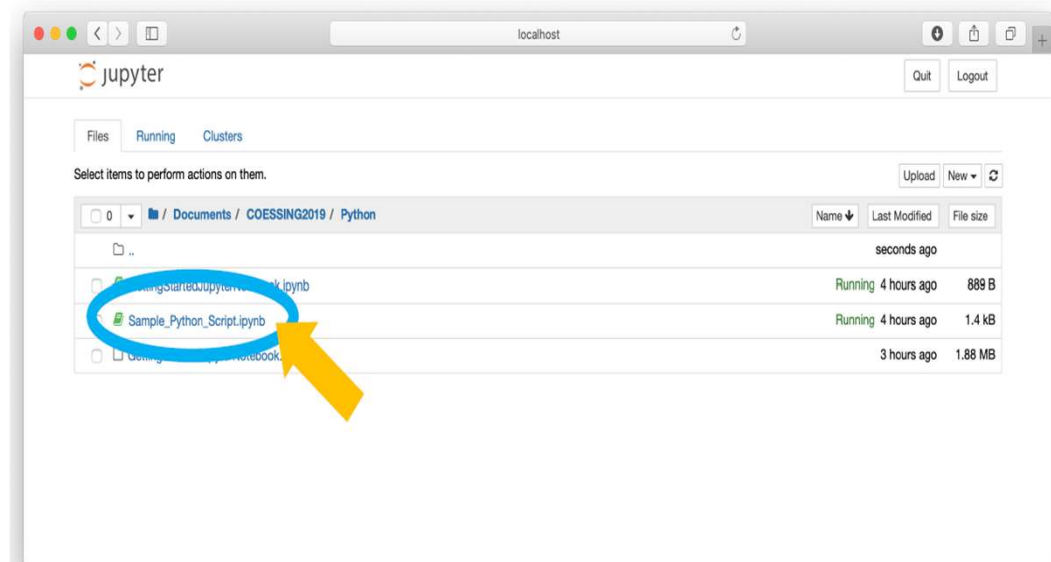 localhost
jupyter
Quit Logout
Files Running Clusters
Select items to perform actions on them.
Upload New
0 / Documents / COESSING2019 / Python
Name Last Modified File size
.. seconds ago
Running 4 hours ago 889 B
Sample_Python_Script.ipynb Running 4 hours ago 1.4 kB
3 hours ago 1.88 MB